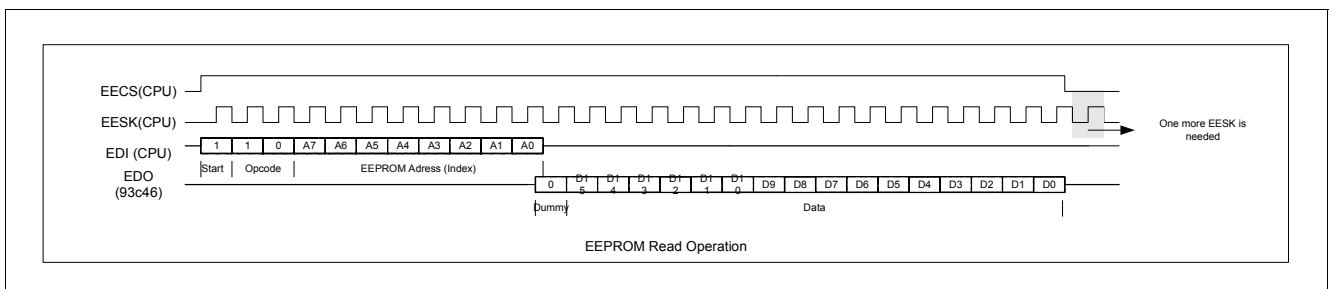 EECS(CPU)
EESK(CPU)
One more EESK is
needed
EDI (CPU)
1 1 0 A7 A6 A5 A4 A3 A2 A1 A0
Start Opcode EEPROM Adress (Index)
EDO
(93c46)
0 D15 D14 D13 D12 D11 D10 D9 D8 D7 D6 D5 D4 D3 D2 D1 D0
Dummy Data
EEPROM Read Operation